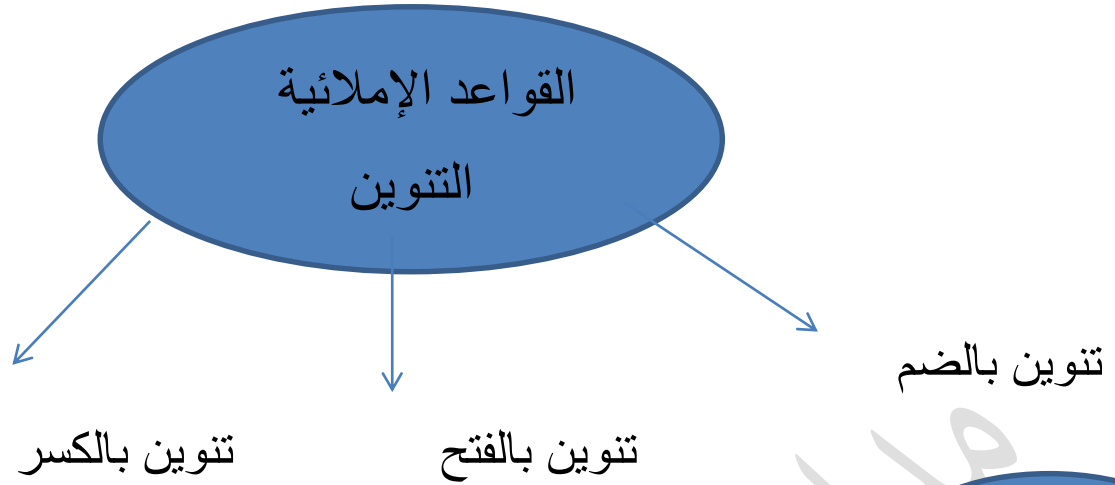 القواعد الإملائية
التنوين
تنوين بالضم
تنوين بالفتح
تنوين بالكسر